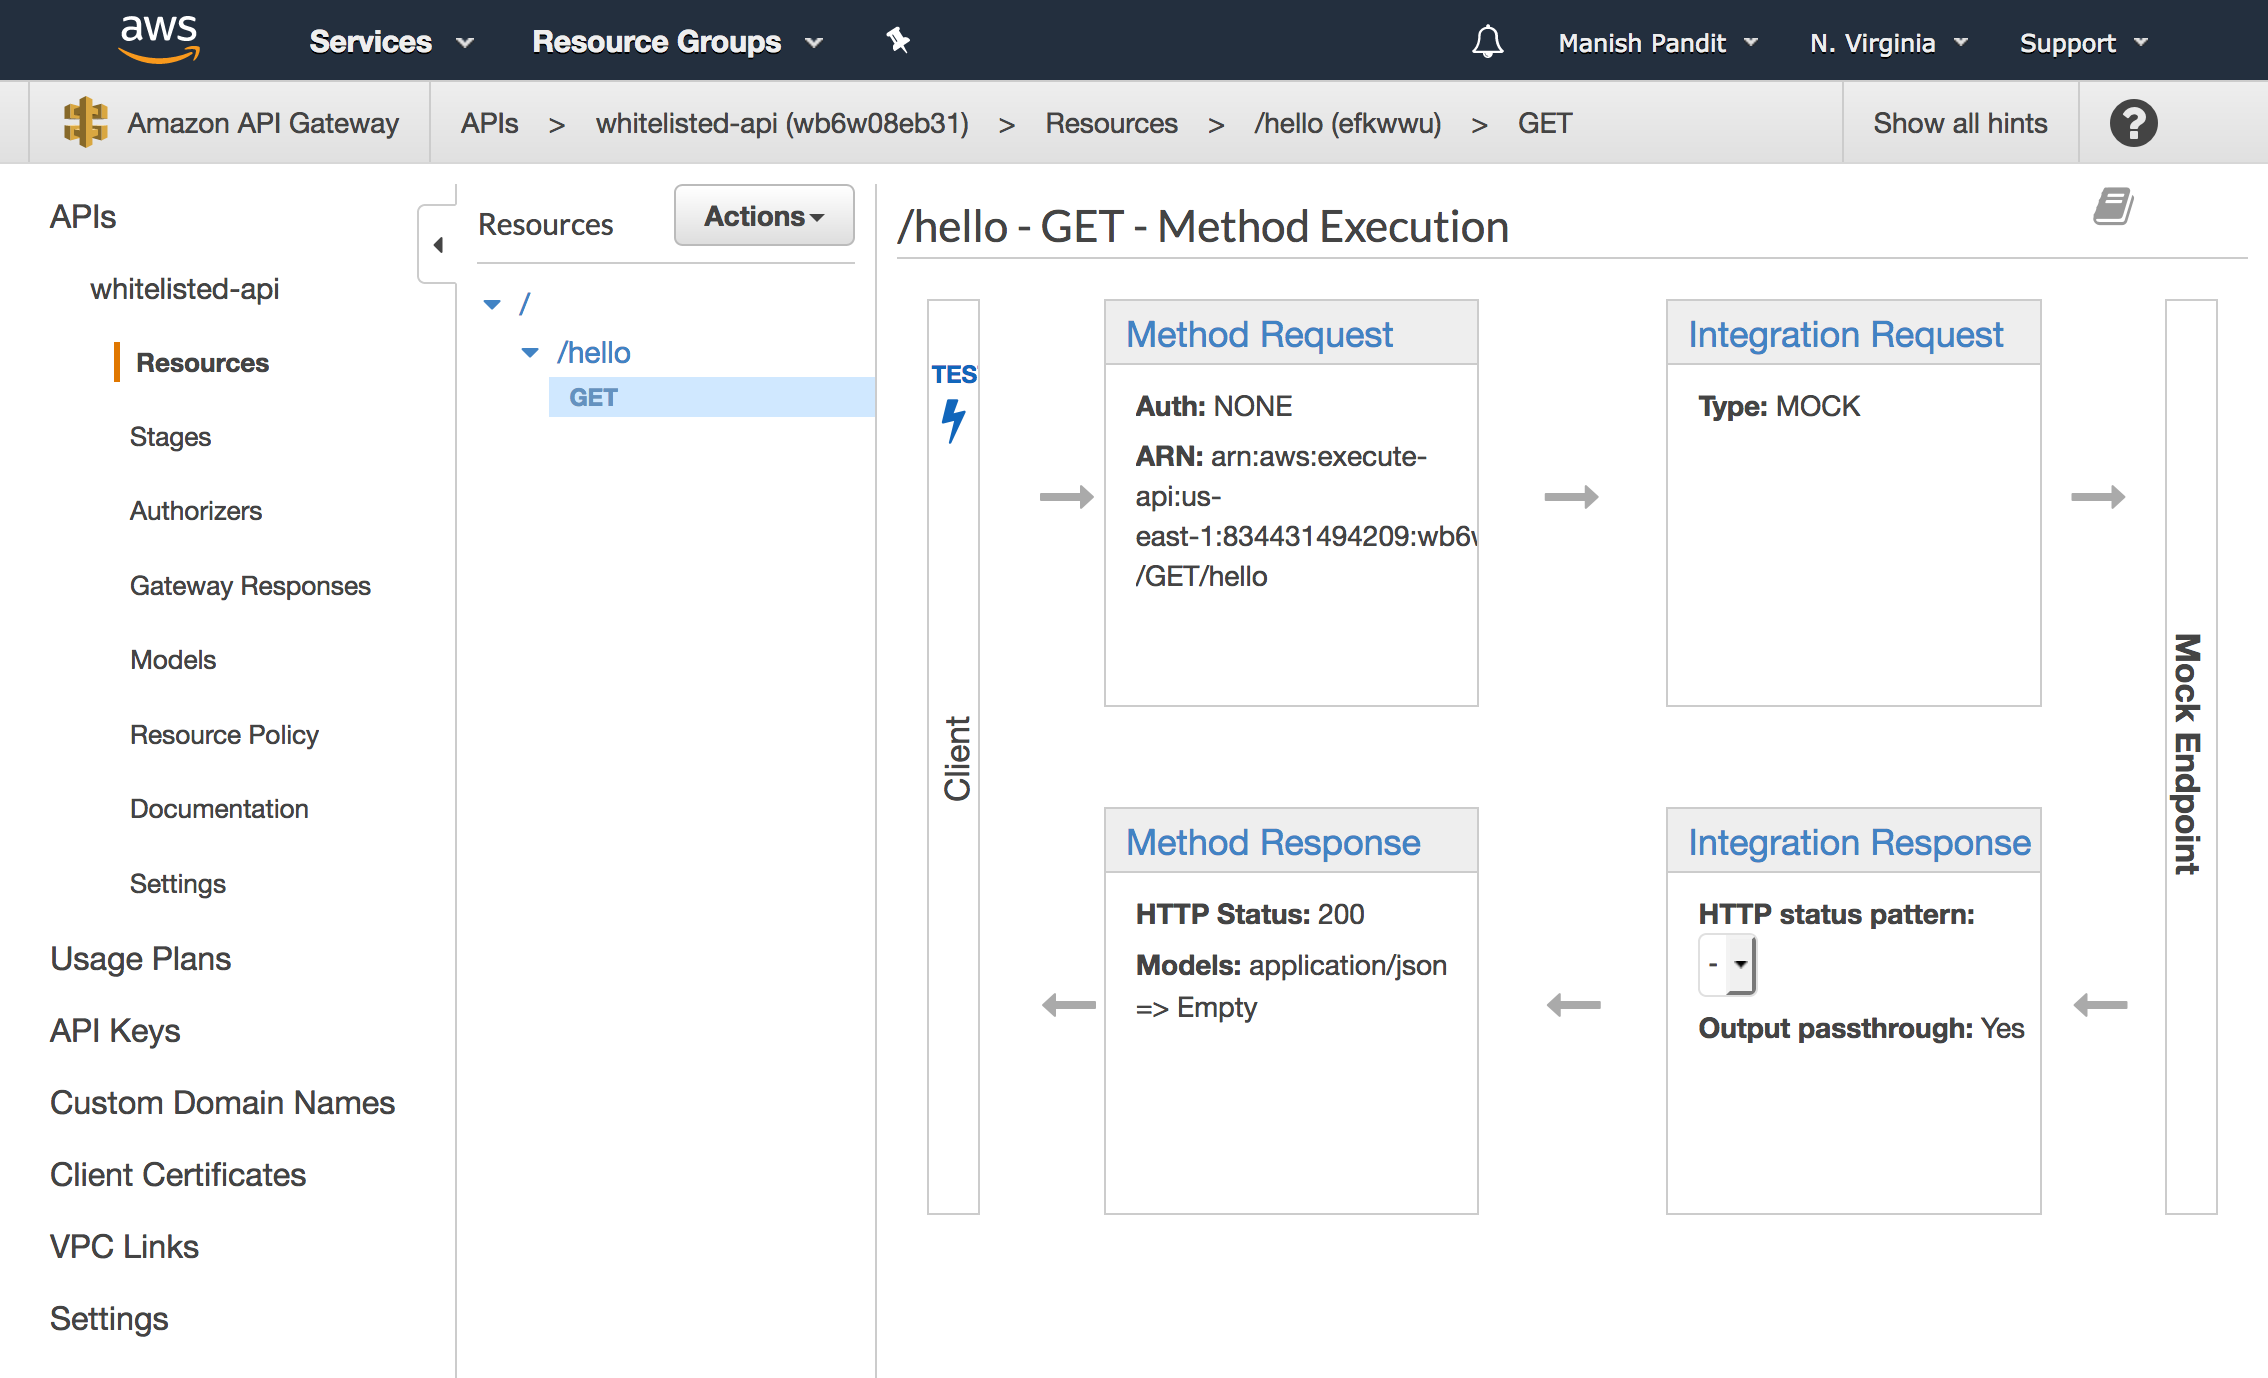 aws
Services
Resource Groups
Manish Pandit
N. Virginia
Support
Amazon API Gateway
APIs > whitelisted-api (wb6w08eb31) > Resources > /hello (efkwwu) > GET
Show all hints
?
APIs
whitelisted-api
Resources
Stages
Authorizers
Gateway Responses
Models
Resource Policy
Documentation
Settings
Usage Plans
API Keys
Custom Domain Names
Client Certificates
VPC Links
Settings
Resources
Actions
/
/hello
GET
/hello - GET - Method Execution
TES
Client
Method Request
Auth: NONE
ARN: arn:aws:execute-
api:us-
east-1:834431494209:wb6
/GET/hello
Integration Request
Type: MOCK
Mock Endpoint
Method Response
HTTP Status: 200
Models: application/json
=> Empty
Integration Response
HTTP status pattern:
-
Output passthrough: Yes